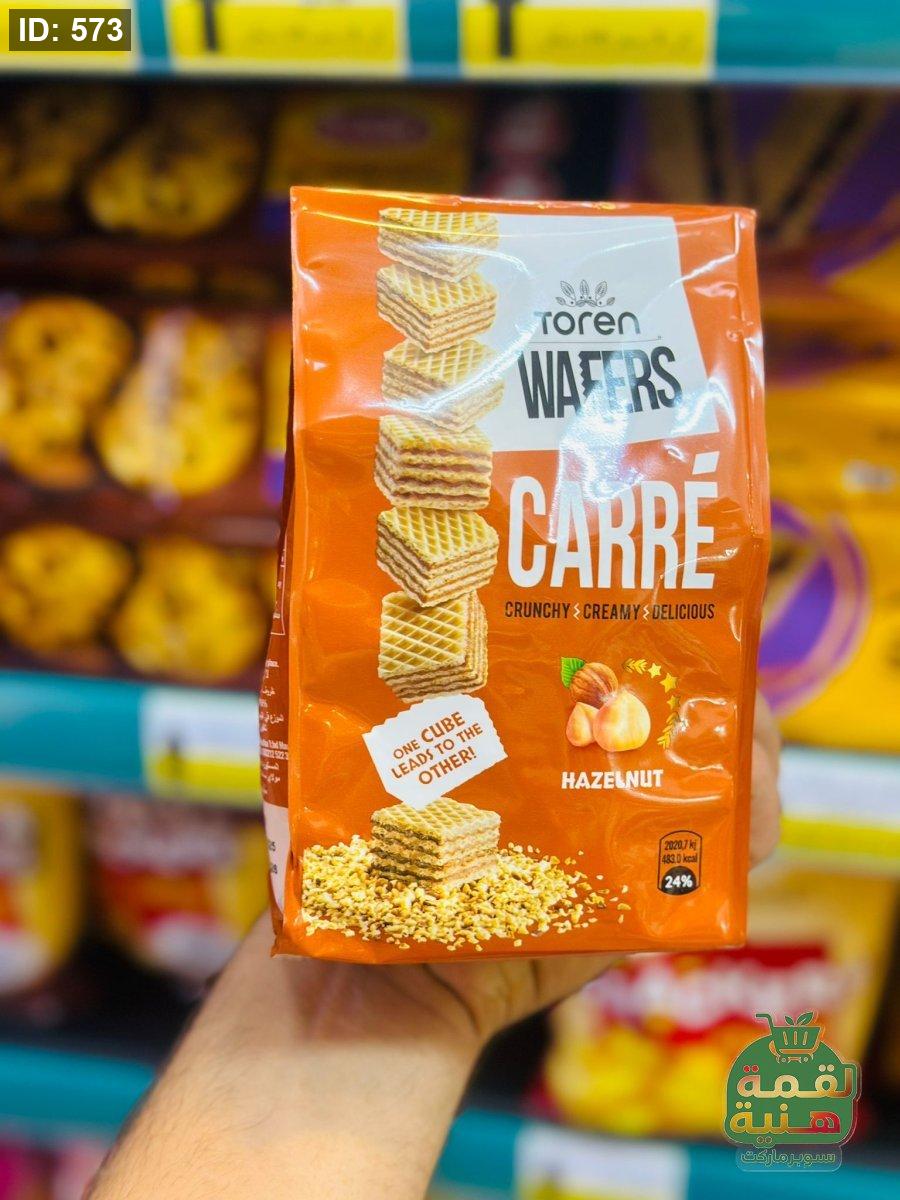 ID: 573
Toren
WAFERS
CARRÉ
CRUNCHY CREAMY DELICIOUS
ONE CUBE
LEADS TO THE
OTHER!
HAZELNUT
2020,7 kj
483.0 kcal
24%
لقمة
هنية
سوبرماركت